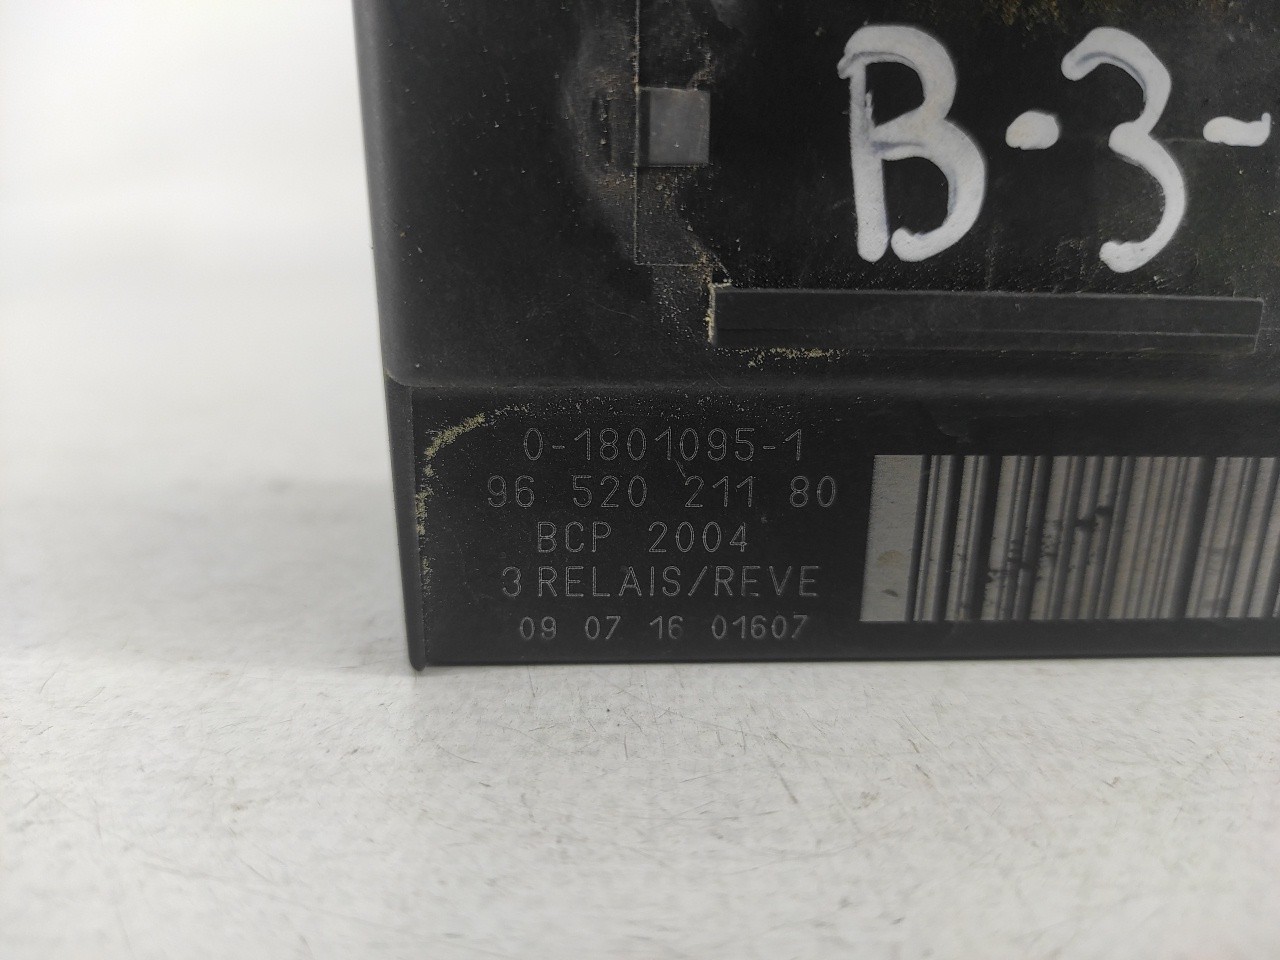 B-3-
0-1801095-1
96 520 211 80
BCP 2004
3 RELAIS/REVE
09 07 16 01607